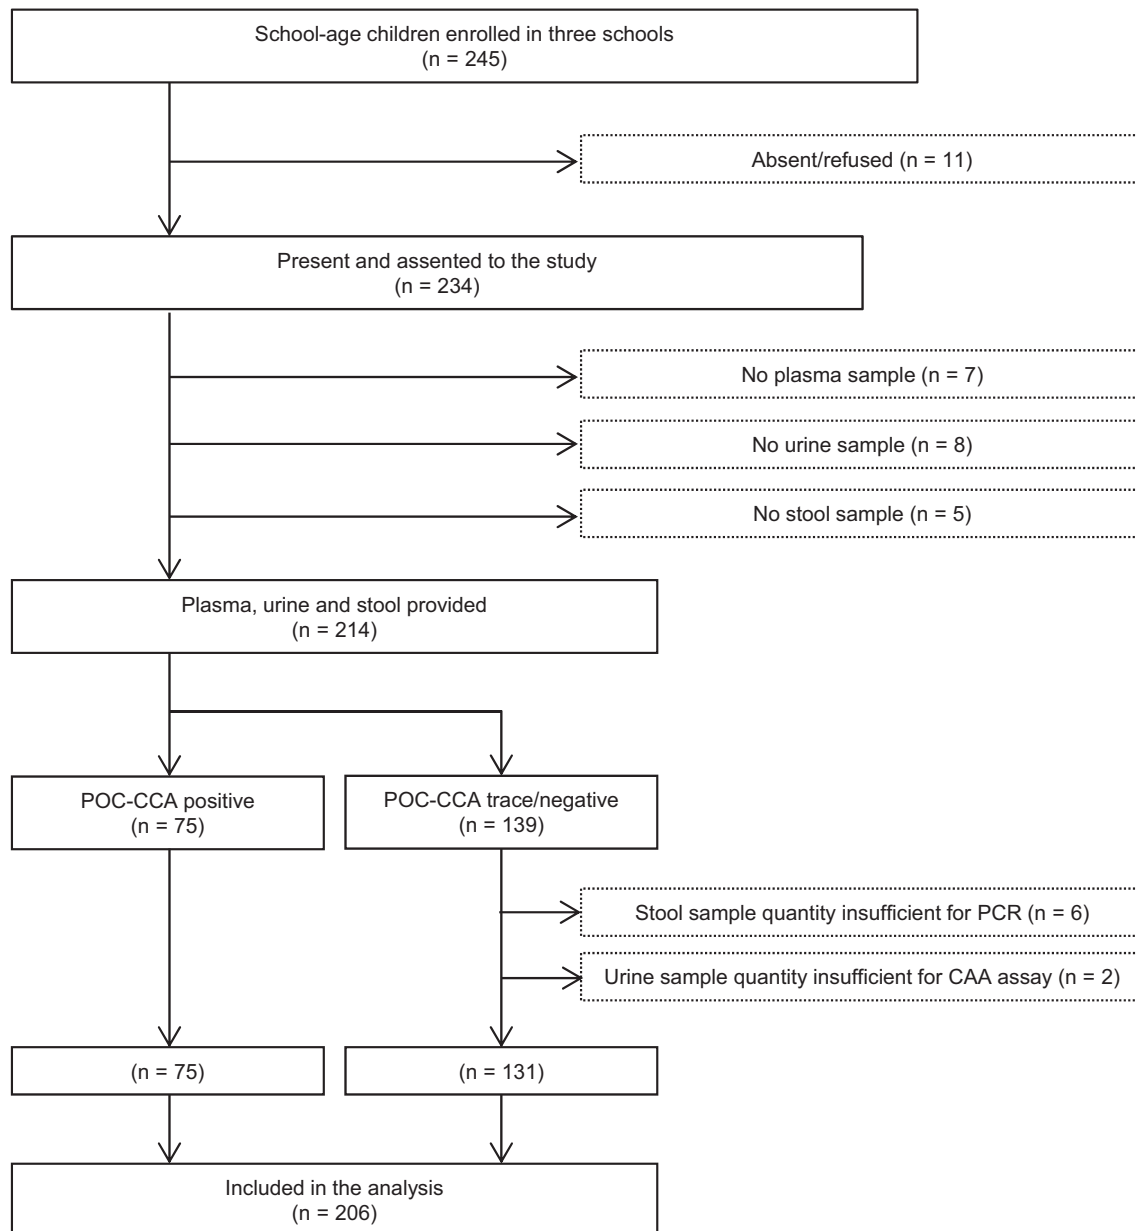 School-age children enrolled in three schools
(n = 245)
Absent/refused (n = 11)
Present and assented to the study
(n = 234)
No plasma sample (n = 7)
No urine sample (n = 8)
No stool sample (n = 5)
Plasma, urine and stool provided
(n = 214)
POC-CCA positive
(n = 75)
POC-CCA trace/negative
(n = 139)
Stool sample quantity insufficient for PCR (n = 6)
Urine sample quantity insufficient for CAA assay (n = 2)
(n = 75)
(n = 131)
Included in the analysis
(n = 206)